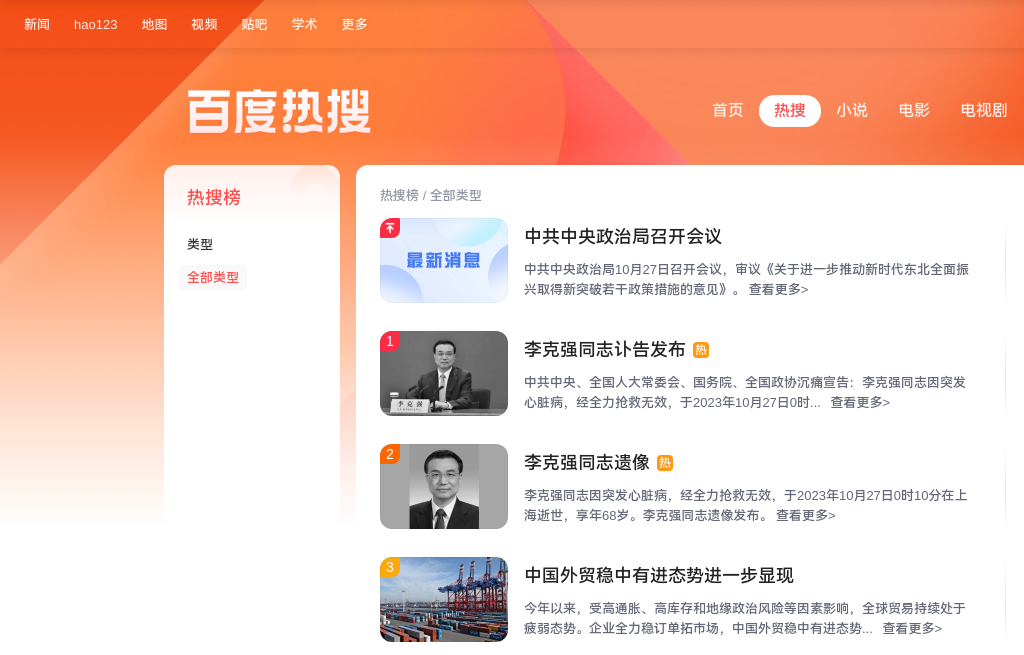 新闻 hao123 地图 视频 贴吧 学术 更多
百度热搜
首页 热搜 小说 电影 电视剧
热搜榜
类型
全部类型
热搜榜 / 全部类型
最新消息
中共中央政治局召开会议
中共中央政治局10月27日召开会议，审议《关于进一步推动新时代东北全面振
兴取得新突破若干政策措施的意见》。 查看更多>
1
李克强
李克强同志讣告发布 热
中共中央、全国人大常委会、国务院、全国政协沉痛宣告：李克强同志因突发
心脏病，经全力抢救无效，于2023年10月27日0时... 查看更多>
2
李克强同志遗像 热
李克强同志因突发心脏病，经全力抢救无效，于2023年10月27日0时10分在上
海逝世，享年68岁。李克强同志遗像发布。 查看更多>
3
中国外贸稳中有进态势进一步显现
今年以来，受高通胀、高库存和地缘政治风险等因素影响，全球贸易持续处于
疲弱态势。企业全力稳订单拓市场，中国外贸稳中有进态势... 查看更多>